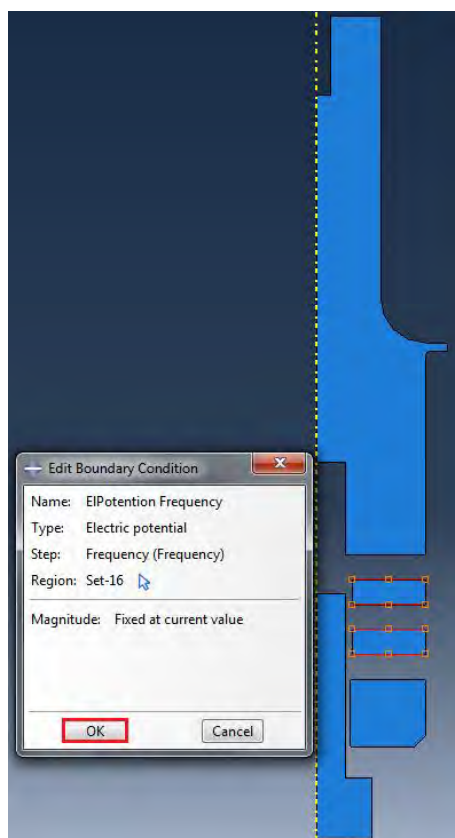 Edit Boundary Condition
Name: ElPotention Frequency
Type: Electric potential
Step: Frequency (Frequency)
Region: Set-16
Magnitude: Fixed at current value
OK Cancel